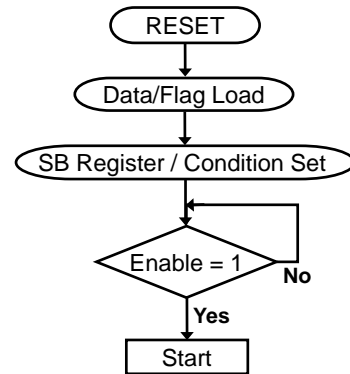 RESET
Data/Flag Load
SB Register / Condition Set
Enable = 1
No
Yes
Start